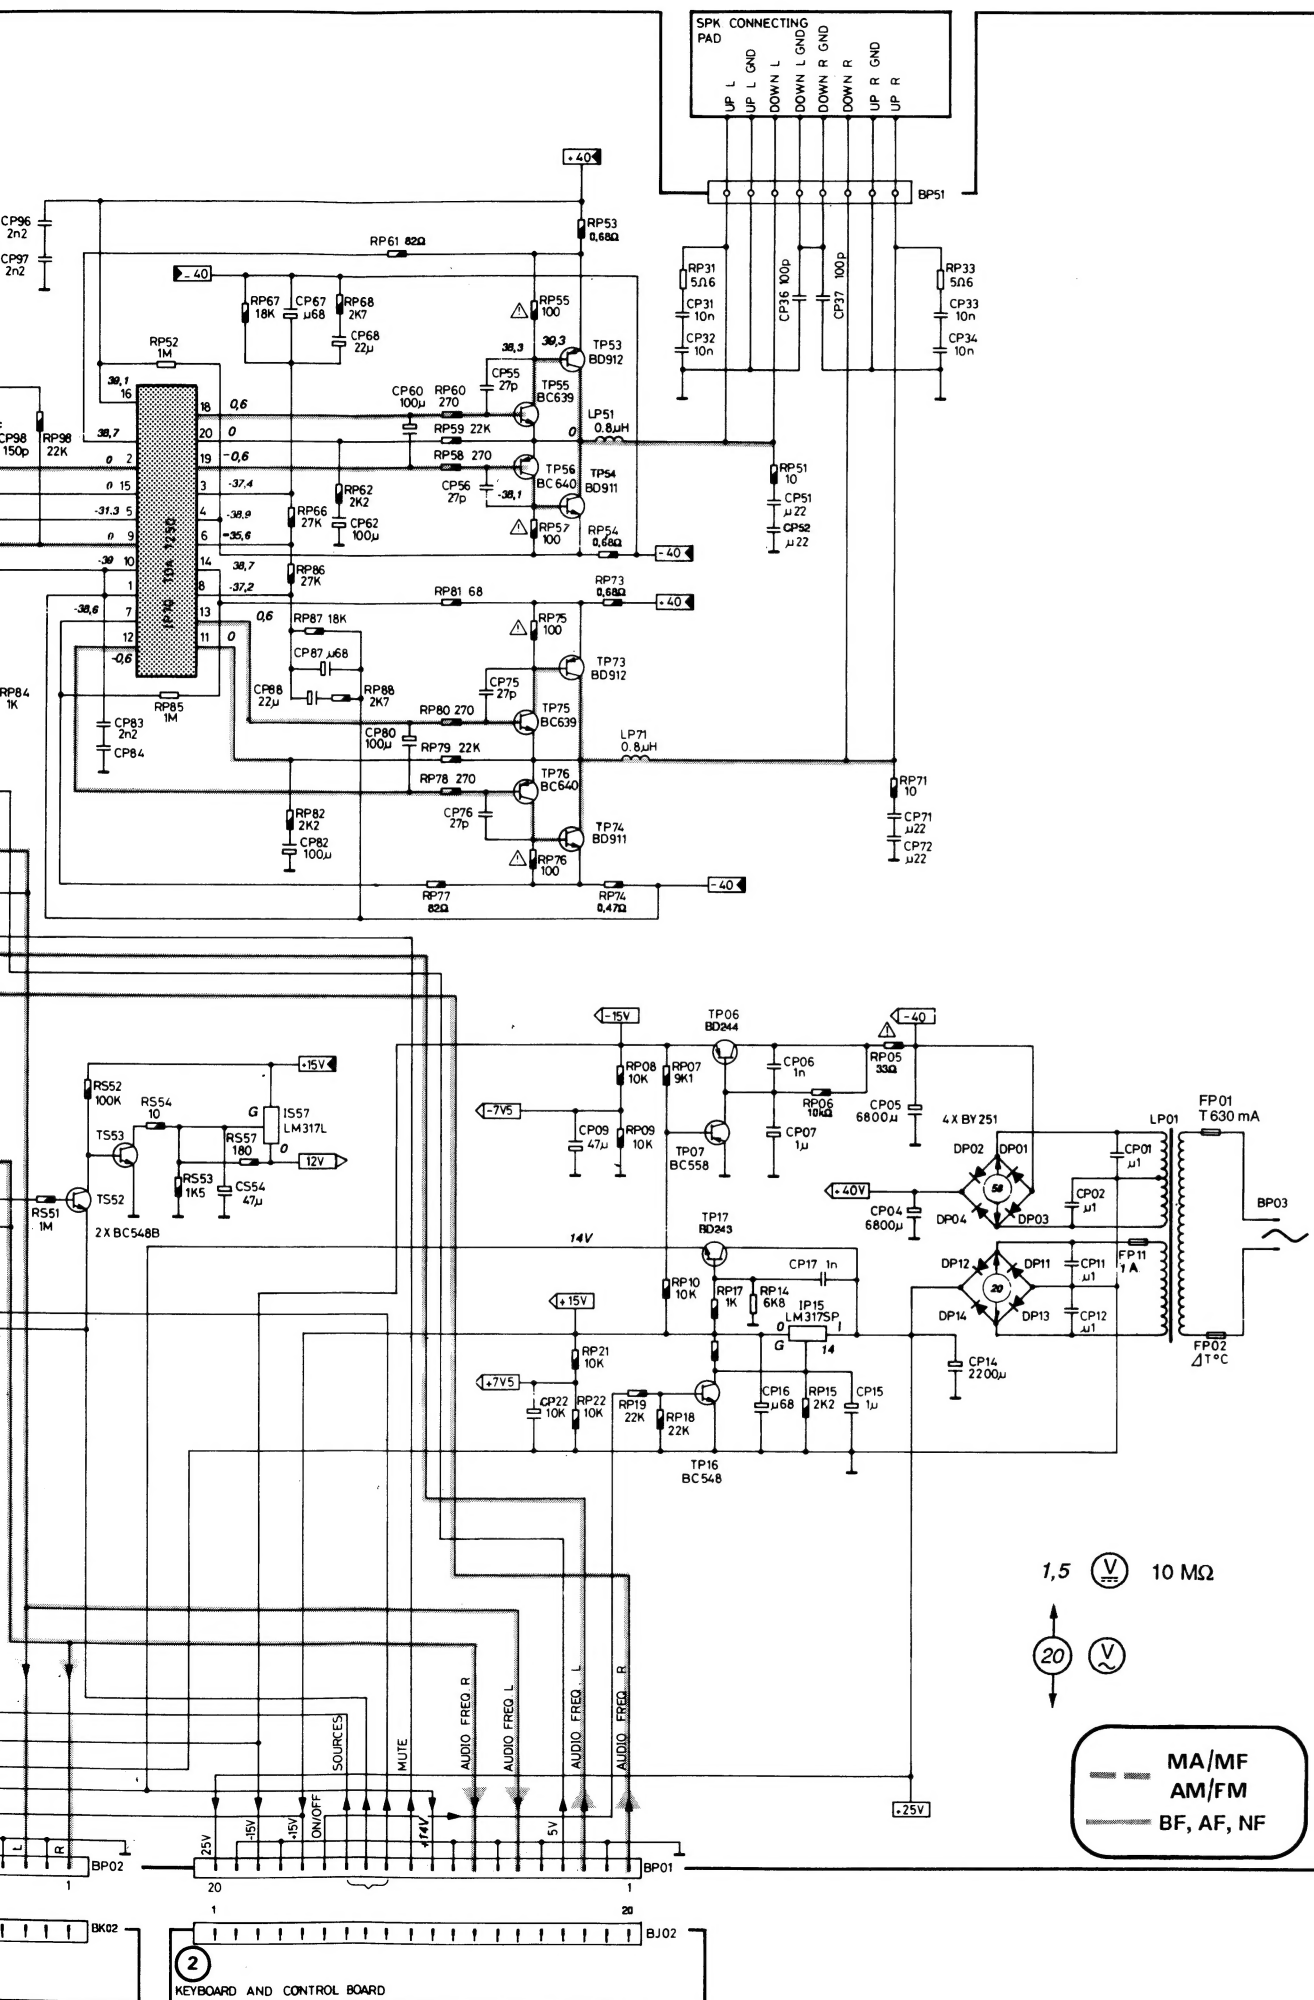 SPK CONNECTING
PAD
UP L
UP L GND
DOWN L
DOWN L GND
DOWN R GND
DOWN R
UP R GND
UP R
BP51
+40
CP96
2n2
CP97
2n2
RP61 82Ω
RP53
0,68Ω
-40
RP67
18K
CP67
µ68
RP68
2K7
CP68
22µ
RP55
100
RP31
5Ω6
CP31
10n
CP32
10n
CP36 100p
CP37 100p
RP33
5Ω6
CP33
10n
CP34
10n
RP52
1M
38,3
39,3
TP53
BD912
CP55
27p
TP55
BC639
CP60
100µ
RP60
270
LP51
0.8µH
39,1
16
18
0,6
CP98
150p
RP98
22K
38,7
20
0
RP59 22K
0
0
2
19
-0,6
RP58 270
TP56
BC640
TP54
BD911
0 15
3
-37,4
CP56
27p
-38,1
RP62
2K2
CP62
100µ
RP51
10
CP51
µ22
CP52
µ22
-31.3 5
4
-38,9
RP66
27K
RP57
100
RP54
0,68Ω
0
9
6
-35,6
-40
IP70 TDA 7250
-39 10
14
38,7
RP86
27K
1
8
-37,2
RP81 68
RP73
0,68Ω
+40
-38,6
7
13
0,6
RP87 18K
RP75
100
12
11
0
-0,6
CP87 µ68
TP73
BD912
CP88
22µ
RP88
2K7
CP75
27p
RP84
1K
RP85
1M
CP83
2n2
CP84
RP80 270
TP75
BC639
CP80
100µ
RP79 22K
LP71
0.8µH
RP78 270
TP76
BC640
RP71
10
CP71
µ22
CP72
µ22
RP82
2K2
CP82
100µ
CP76
27p
TP74
BD911
RP76
100
RP77
82Ω
RP74
0,47Ω
-40
-15V
TP06
BD244
-40
RP08
10K
RP07
9K1
CP06
1n
RP05
33Ω
RP06
10kΩ
CP05
6800µ
+15V
RS52
100K
RS54
10
G
IS57
LM317L
TS53
RS57
180
0
12V
RS53
1K5
CS54
47µ
RS51
1M
TS52
2 X BC548B
-7V5
CP09
47µ
RP09
10K
TP07
BC558
CP07
1µ
4 X BY251
LP01
FP01
T 630 mA
DP02
DP01
58
DP04
DP03
CP01
µ1
CP02
µ1
+40V
CP04
6800µ
BP03
14V
TP17
BD243
CP17 1n
RP10
10K
RP17
1K
RP14
6K8
IP15
LM317SP
0
1
G
14
DP12
DP11
20
DP14
DP13
FP11
1 A
CP11
µ1
CP12
µ1
FP02
⊿T°C
CP14
2200µ
+15V
RP21
10K
+7V5
CP22
10K
RP22
10K
RP19
22K
RP18
22K
CP16
µ68
RP15
2K2
CP15
1µ
TP16
BC548
1,5
V
10 MΩ
20
V
MA/MF
AM/FM
BF, AF, NF
+25V
SOURCES
MUTE
AUDIO FREQ. R
AUDIO FREQ. L
AUDIO FREQ. L
AUDIO FREQ. R
L
R
25V
-15V
+15V
ON/OFF
+14V
5V
BP02
BP01
1
20
1
1
20
BK02
BJ02
2
KEYBOARD AND CONTROL BOARD